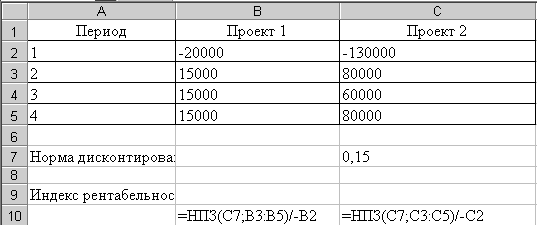 A B C
1 Период Проект 1 Проект 2
2 1 -20000 -130000
3 2 15000 80000
4 3 15000 60000
5 4 15000 80000
6
7 Норма дисконтирова 0,15
8
9 Индекс рентабельнос
10 =НПЗ(C7;B3:B5)/-B2 =НПЗ(C7;C3:C5)/-C2